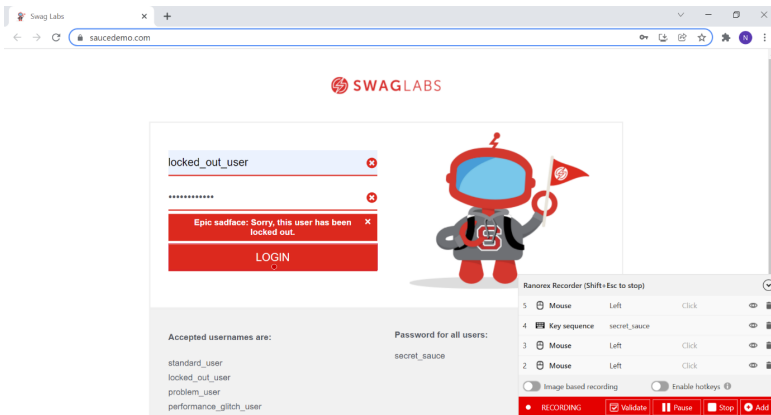 Swag Labs
saucedemo.com
N
SWAGLABS
locked_out_user
••••••••••••
Epic sadface: Sorry, this user has been
locked out.
LOGIN
Accepted usernames are:
standard_user
locked_out_user
problem_user
performance_glitch_user
Password for all users:
secret_sauce
Ranorex Recorder (Shift+Esc to stop)
5 Mouse Left Click
4 Key sequence secret_sauce
3 Mouse Left Click
2 Mouse Left Click
Image based recording Enable hotkeys
RECORDING Validate Pause Stop Add